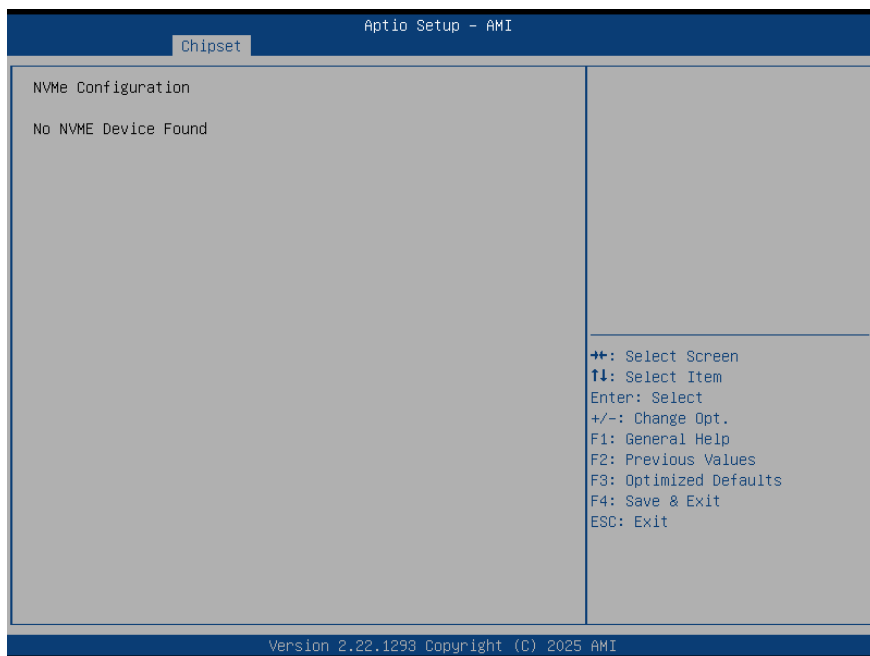 Aptio Setup – AMI
Chipset
NVMe Configuration
No NVME Device Found
→←: Select Screen
↑↓: Select Item
Enter: Select
+/-: Change Opt.
F1: General Help
F2: Previous Values
F3: Optimized Defaults
F4: Save & Exit
ESC: Exit
Version 2.22.1293 Copyright (C) 2025 AMI